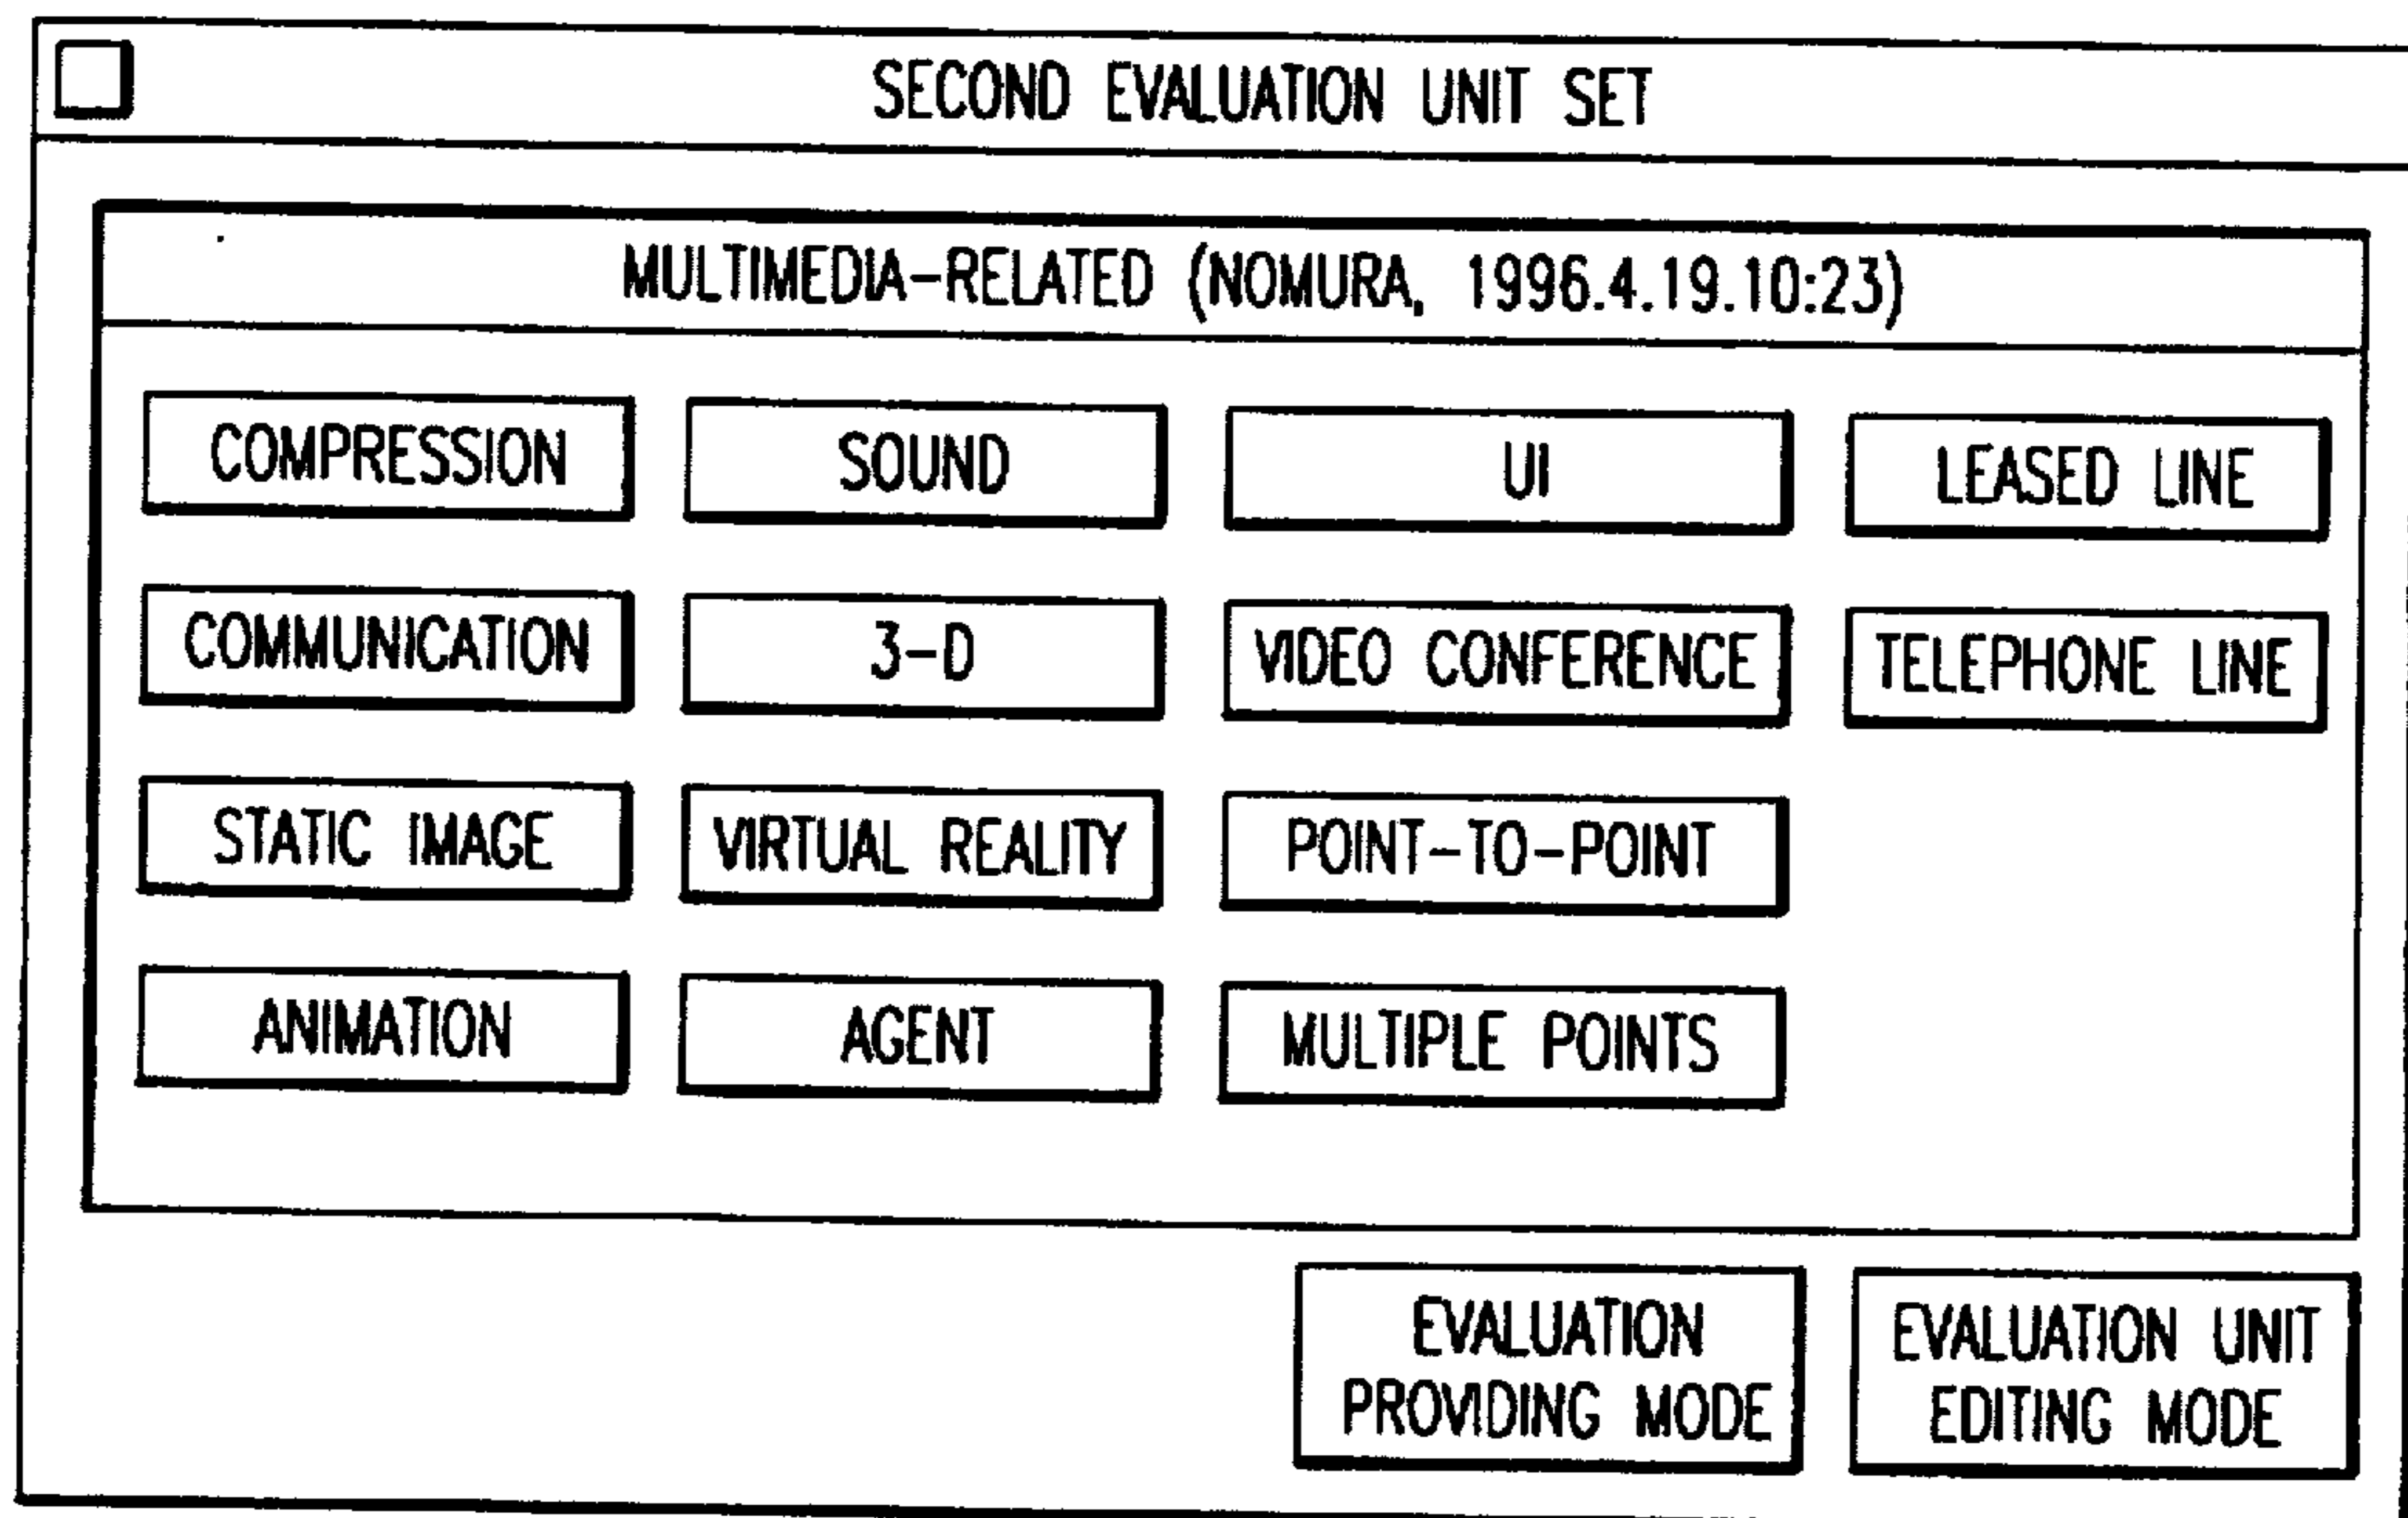 SECOND EVALUATION UNIT SET
MULTIMEDIA-RELATED (NOMURA, 1996.4.19.10:23)
COMPRESSION SOUND UI LEASED LINE
COMMUNICATION 3-D VIDEO CONFERENCE TELEPHONE LINE
STATIC IMAGE VIRTUAL REALITY POINT-TO-POINT
ANIMATION AGENT MULTIPLE POINTS
EVALUATION
PROVIDING MODE
EVALUATION UNIT
EDITING MODE